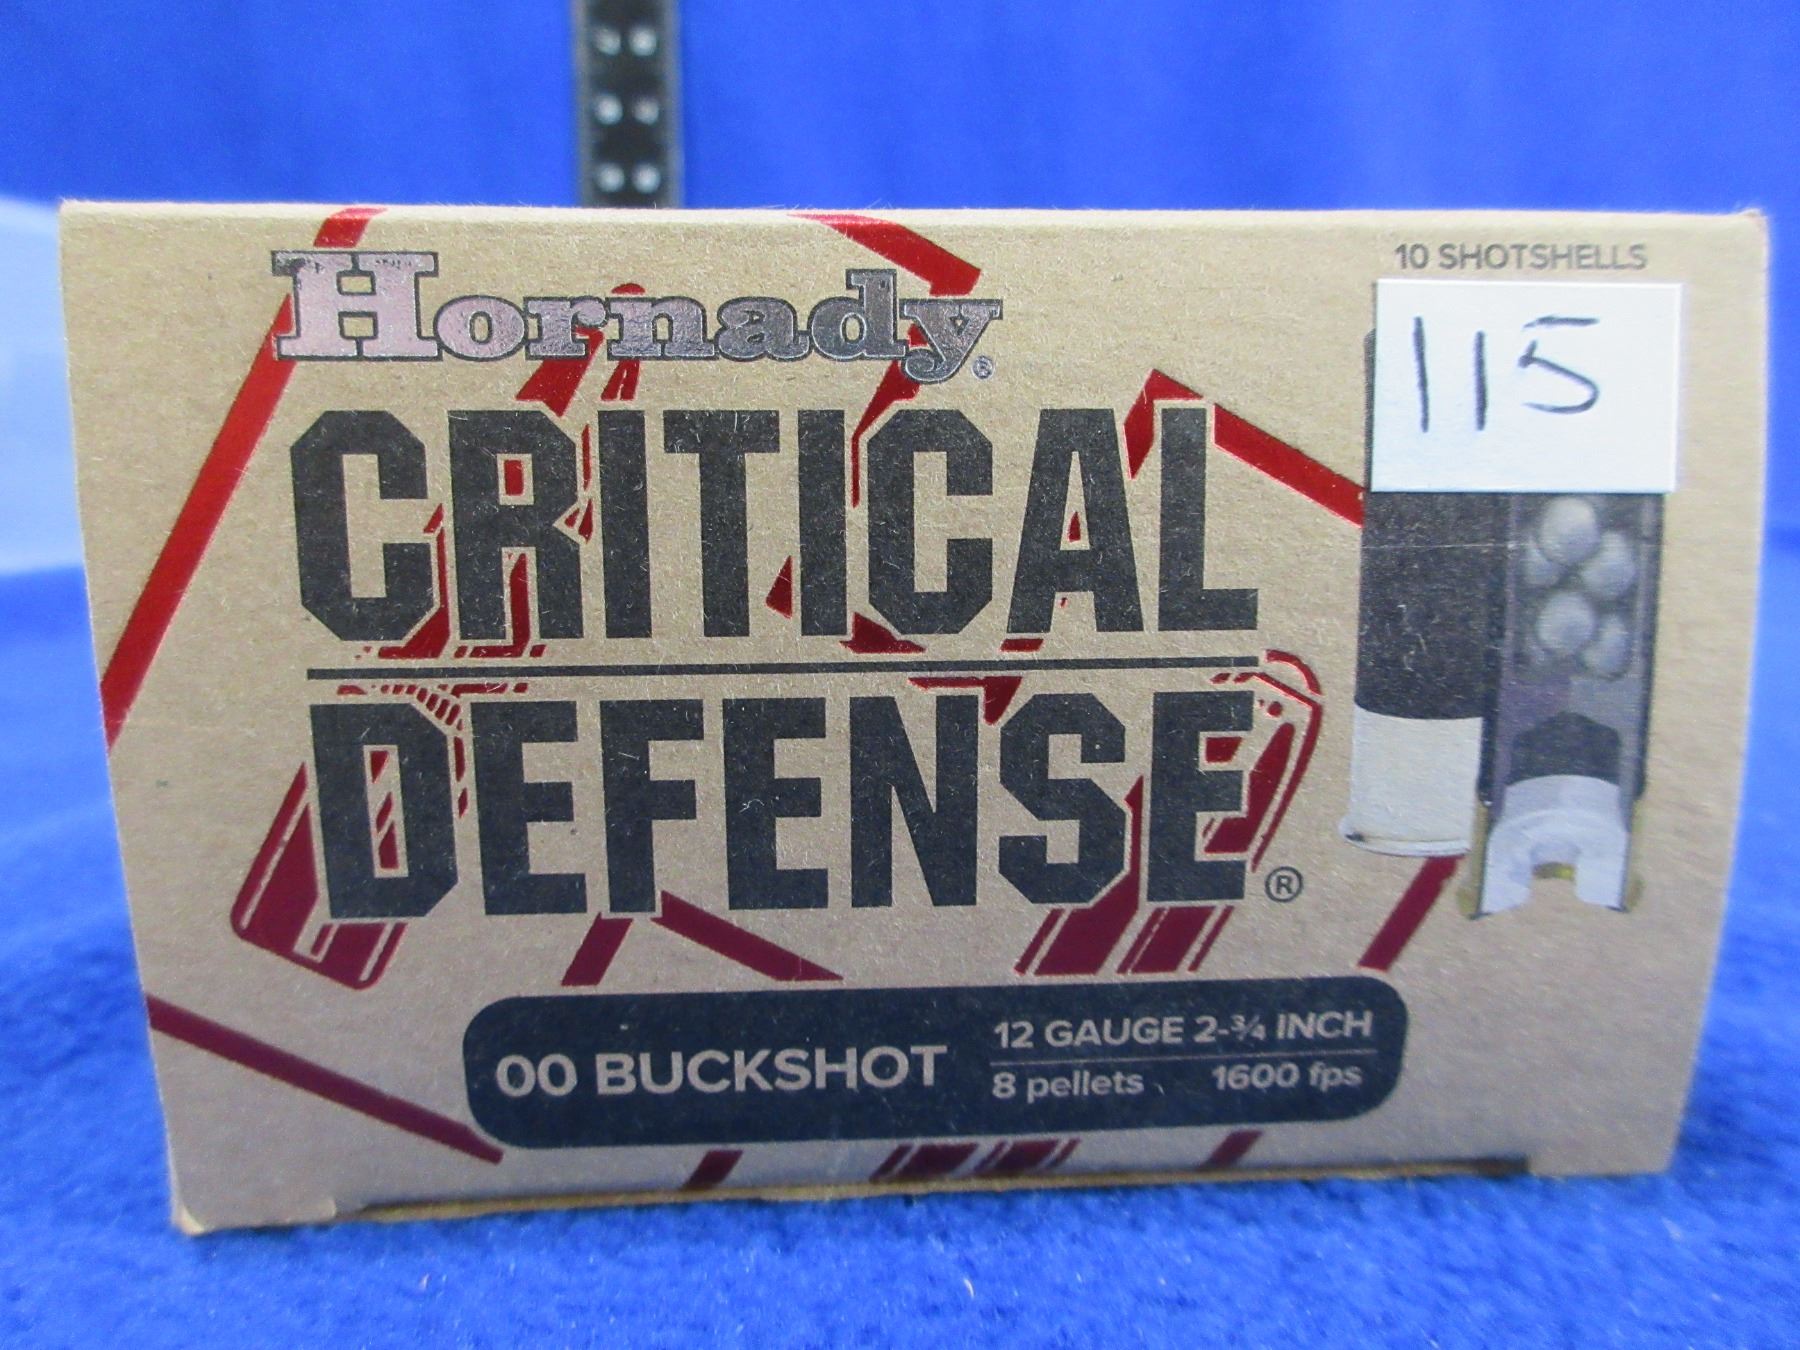 Hornady®
10 SHOTSHELLS
115
CRITICAL
DEFENSE®
00 BUCKSHOT
12 GAUGE 2-¾ INCH
8 pellets 1600 fps